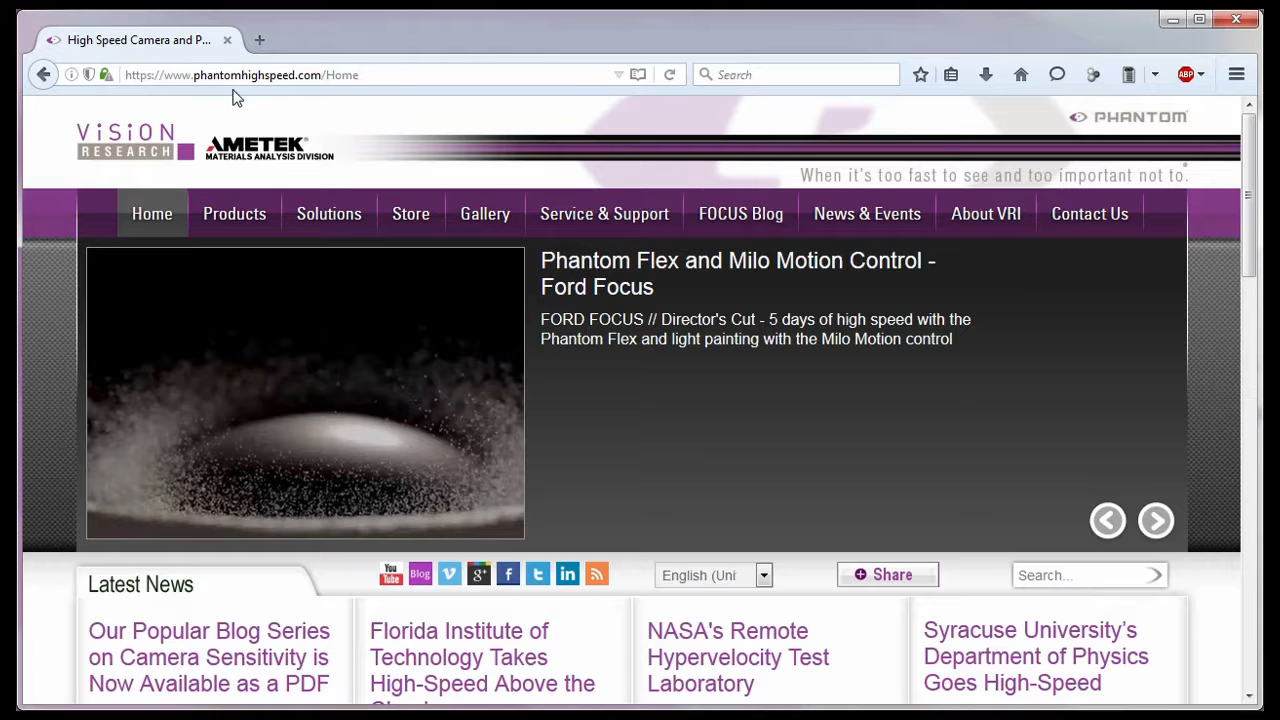 High Speed Camera and P...
https://www.phantomhighspeed.com/Home
Search
ABP
ViSiON
RESEARCH
AMETEK®
MATERIALS ANALYSIS DIVISION
PHANTOM
When it's too fast to see and too important not to.®
Home
Products
Solutions
Store
Gallery
Service & Support
FOCUS Blog
News & Events
About VRI
Contact Us
Phantom Flex and Milo Motion Control -
Ford Focus
FORD FOCUS // Director's Cut - 5 days of high speed with the
Phantom Flex and light painting with the Milo Motion control
Latest News
You
Tube
Blog
English (Uni
Share
Search...
Our Popular Blog Series
on Camera Sensitivity is
Now Available as a PDF
Florida Institute of
Technology Takes
High-Speed Above the
NASA's Remote
Hypervelocity Test
Laboratory
Syracuse University's
Department of Physics
Goes High-Speed